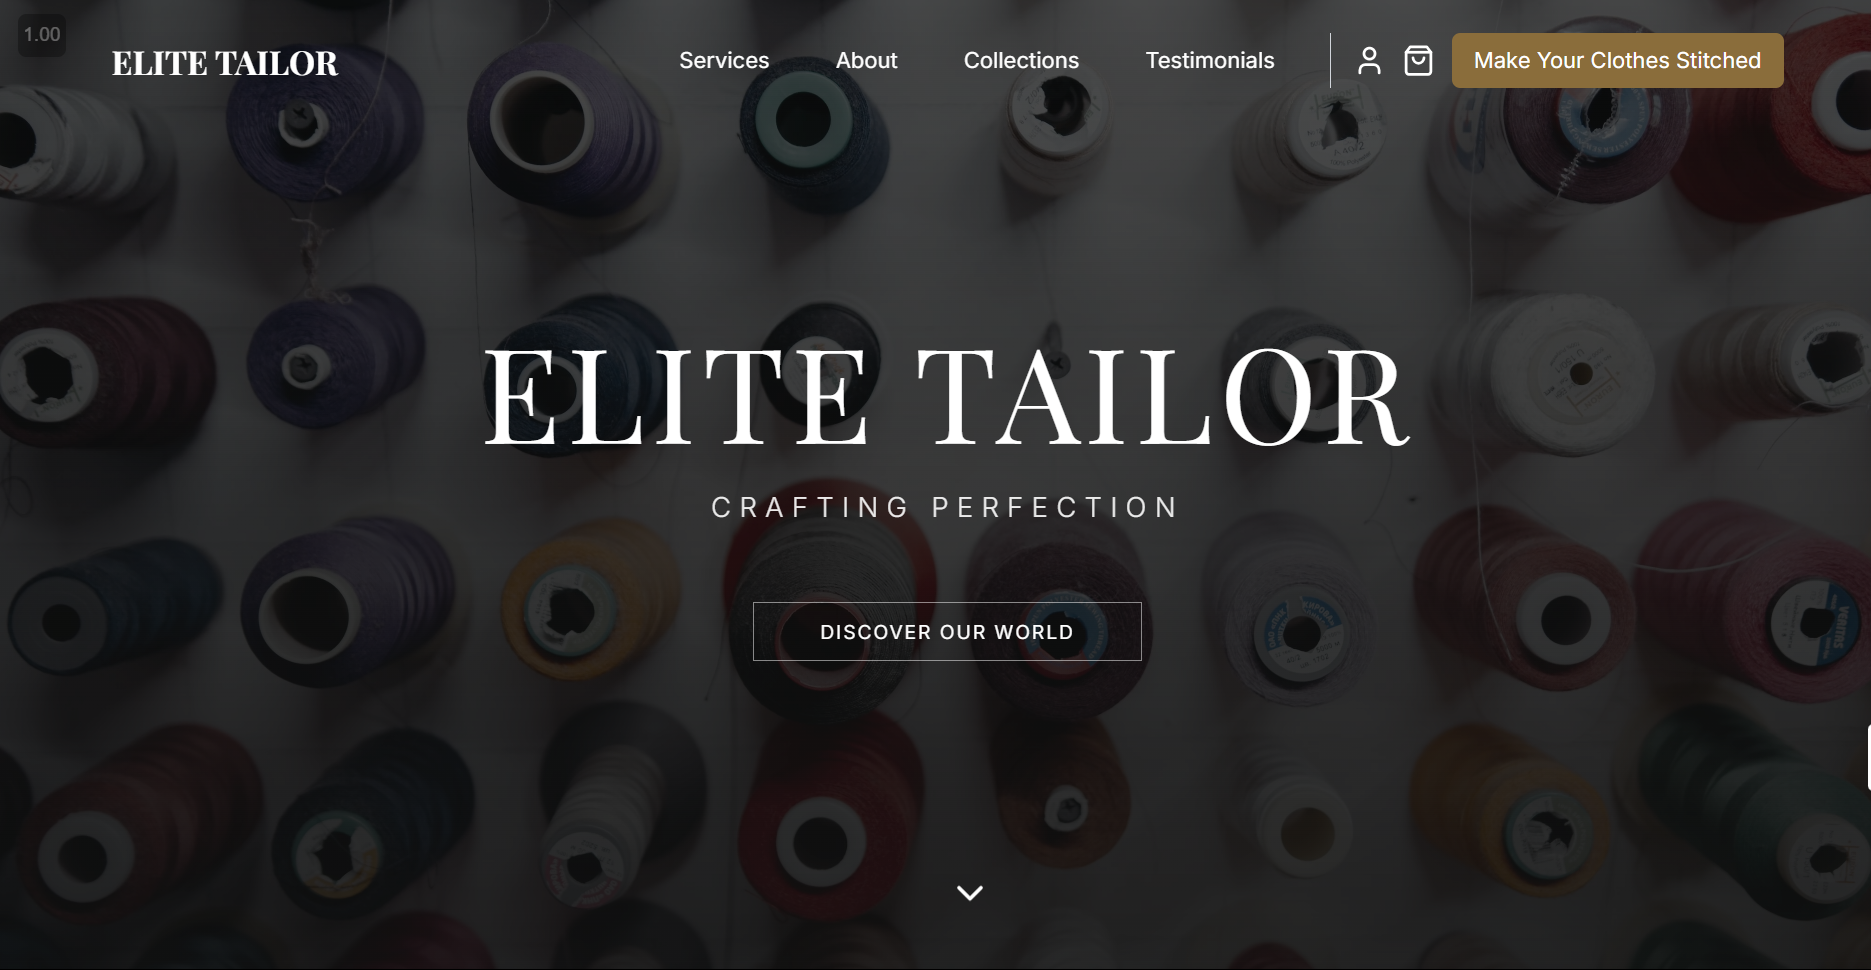 1.00
ELITE TAILOR
Services
About
Collections
Testimonials
Make Your Clothes Stitched
ELITE TAILOR
CRAFTING PERFECTION
DISCOVER OUR WORLD
VERITAS